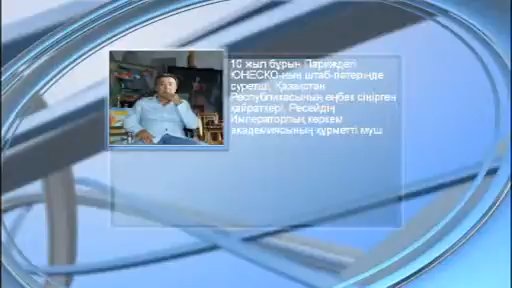 10 жыл бұрын Париждегі
ЮНЕСКО-ның штаб-пәтерінде
суретші, Қазақстан
Республикасының еңбек сіңірген
қайраткері, Ресейдің
Императорлық көркем
академиясының құрметті мүш